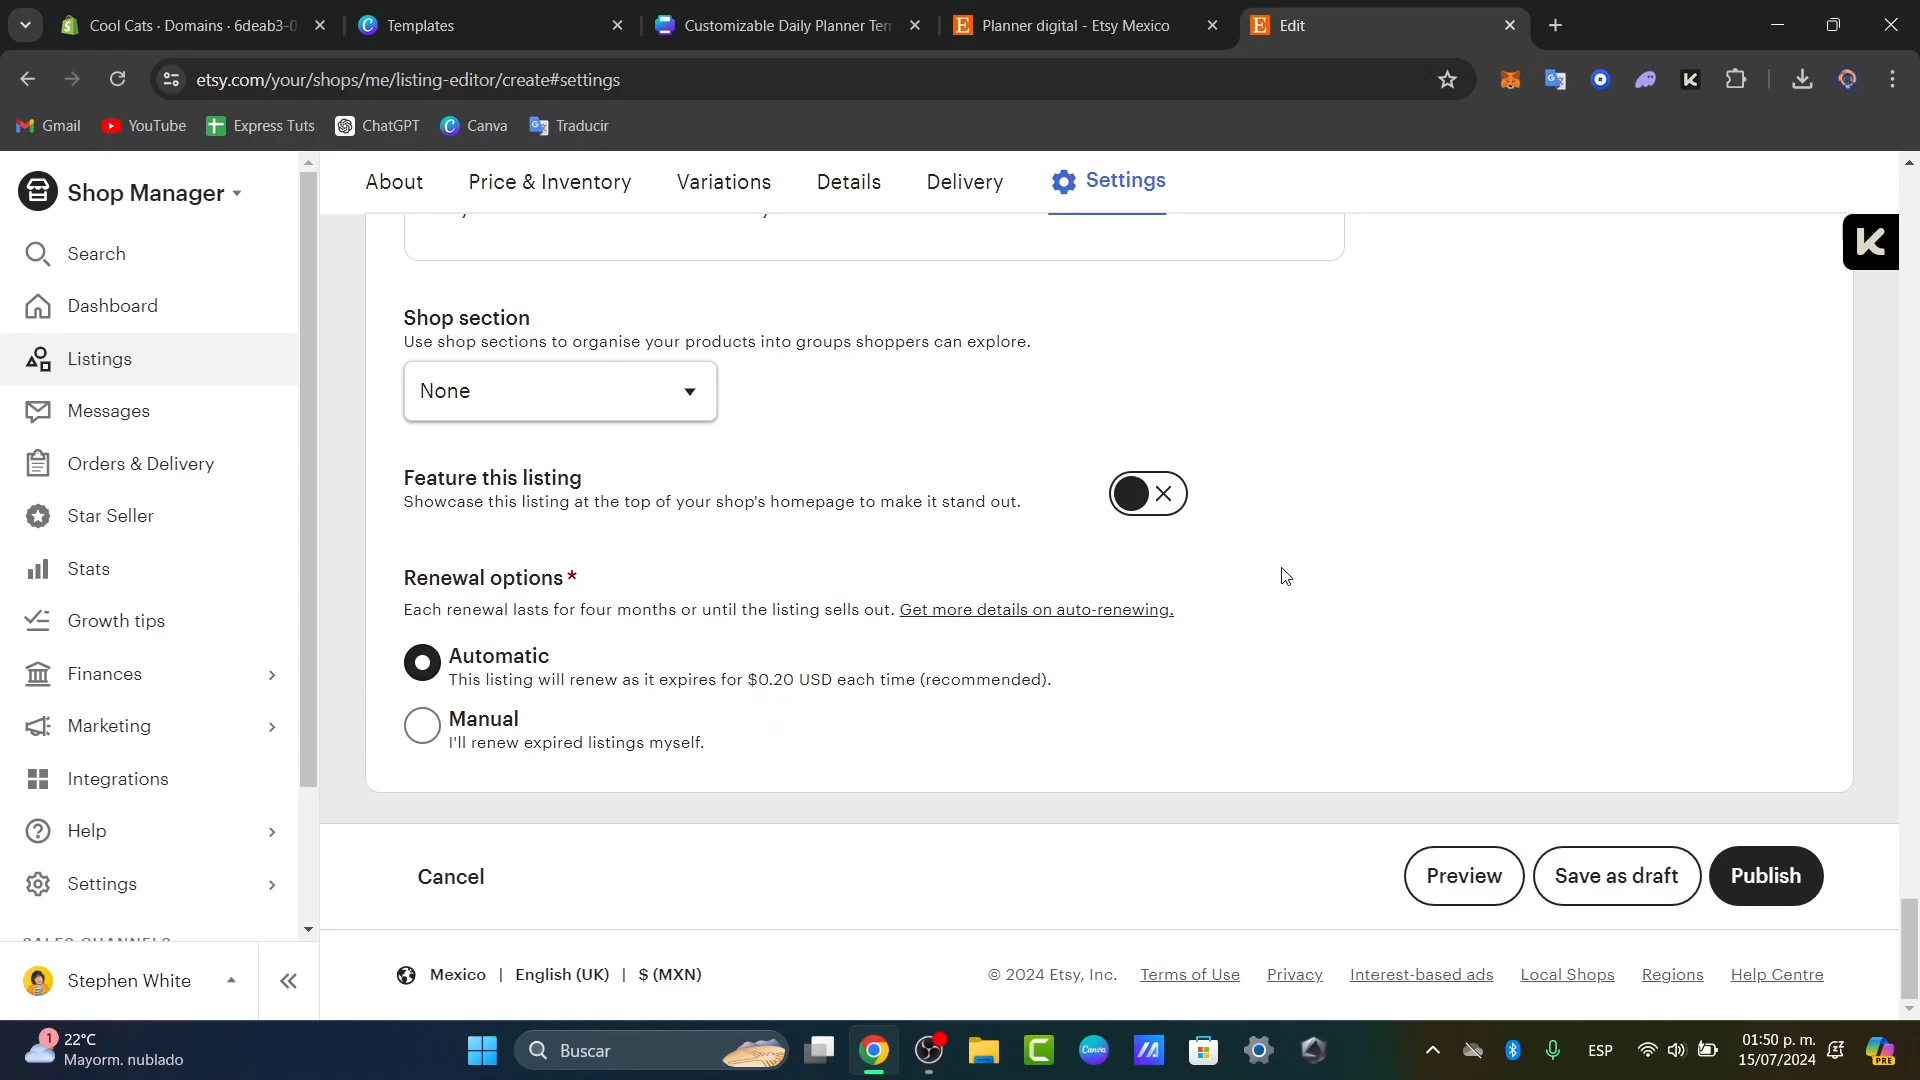 Cool Cats · Domains · 6deab3-0
Templates
Customizable Daily Planner Tem
Planner digital - Etsy Mexico
Edit
etsy.com/your/shops/me/listing-editor/create#settings
Gmail
YouTube
Express Tuts
ChatGPT
Canva
Traducir
Shop Manager
About
Price & Inventory
Variations
Details
Delivery
Settings
Search
Dashboard
Listings
Messages
Orders & Delivery
Star Seller
Stats
Growth tips
Finances
Marketing
Integrations
Help
Settings
Stephen White
Shop section
Use shop sections to organise your products into groups shoppers can explore.
None
Feature this listing
Showcase this listing at the top of your shop's homepage to make it stand out.
Renewal options*
Each renewal lasts for four months or until the listing sells out. Get more details on auto-renewing.
Automatic
This listing will renew as it expires for $0.20 USD each time (recommended).
Manual
I'll renew expired listings myself.
Cancel
Preview
Save as draft
Publish
Mexico | English (UK) | $ (MXN)
© 2024 Etsy, Inc. Terms of Use Privacy Interest-based ads Local Shops Regions Help Centre
1
22°C
Mayorm. nublado
Buscar
Canva
ESP
01:50 p. m.
15/07/2024
PRE